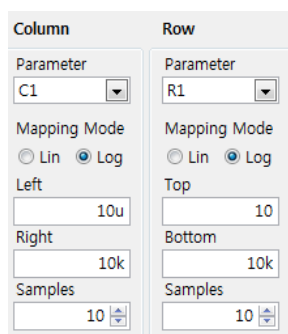 Column
Parameter
C1
Mapping Mode
Lin Log
Left
10u
Right
10k
Samples
10
Row
Parameter
R1
Mapping Mode
Lin Log
Top
10
Bottom
10k
Samples
10